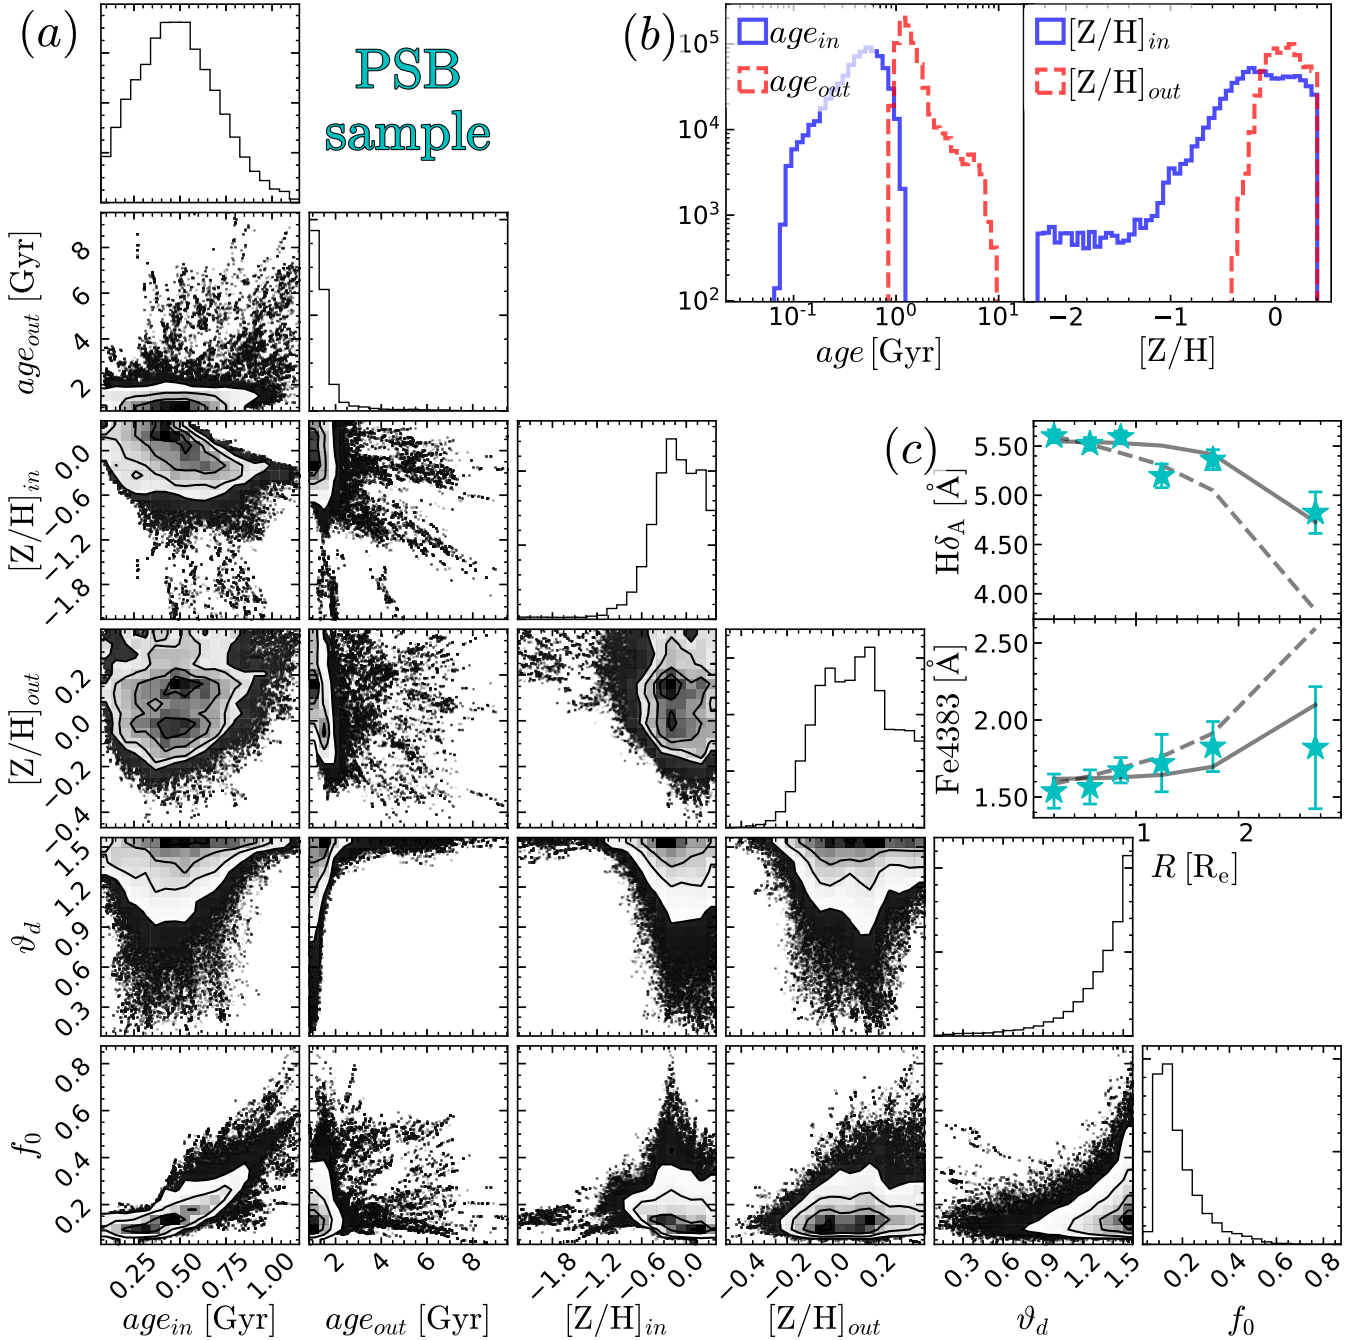 (a)
PSB
sample
(b)
age_in
age_out
[Z/H]_in
[Z/H]_out
10^5
10^4
10^3
10^2
10^-1
10^0
10^1
−2
−1
0
age [Gyr]
[Z/H]
age_out [Gyr]
8
6
4
2
[Z/H]_in
0.0
−0.6
−1.2
−1.8
(c)
Hδ_A [Å]
5.50
5.00
4.50
4.00
Fe4383 [Å]
2.50
2.00
1.50
1
2
R [R_e]
[Z/H]_out
0.2
0.0
−0.2
−0.4
ϑ_d
1.5
1.2
0.9
0.6
0.3
f_0
0.8
0.6
0.4
0.2
0.25
0.50
0.75
1.00
2
4
6
8
−1.8
−1.2
−0.6
0.0
−0.4
−0.2
0.0
0.2
0.3
0.6
0.9
1.2
1.5
0.2
0.4
0.6
0.8
age_in [Gyr]
age_out [Gyr]
[Z/H]_in
[Z/H]_out
ϑ_d
f_0